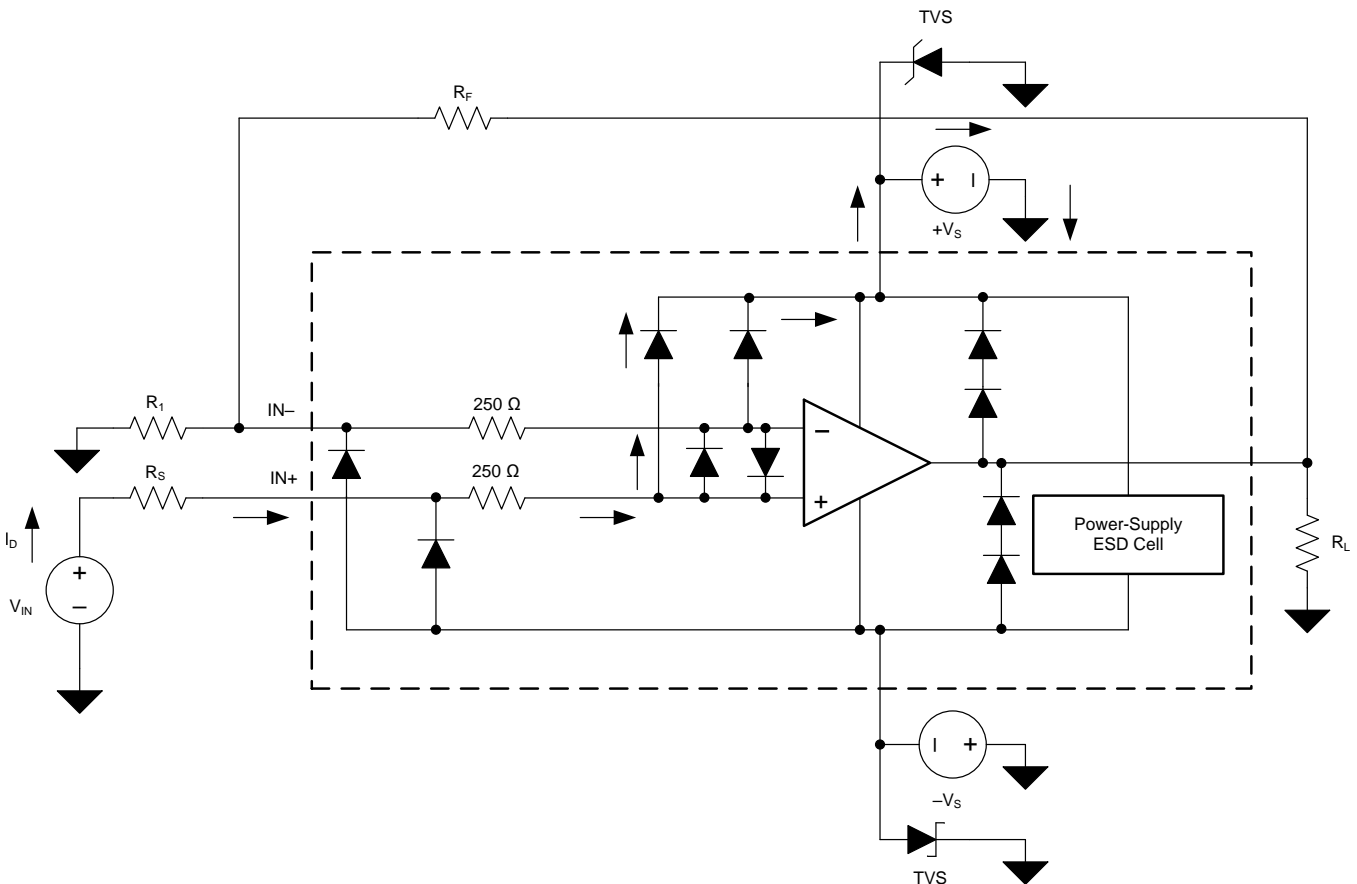 TVS
R_F
+ –
+V_S
R_1
IN–
250 Ω
–
R_S
IN+
250 Ω
+
Power-Supply
ESD Cell
R_L
I_D
+
V_IN
–
– +
–V_S
TVS